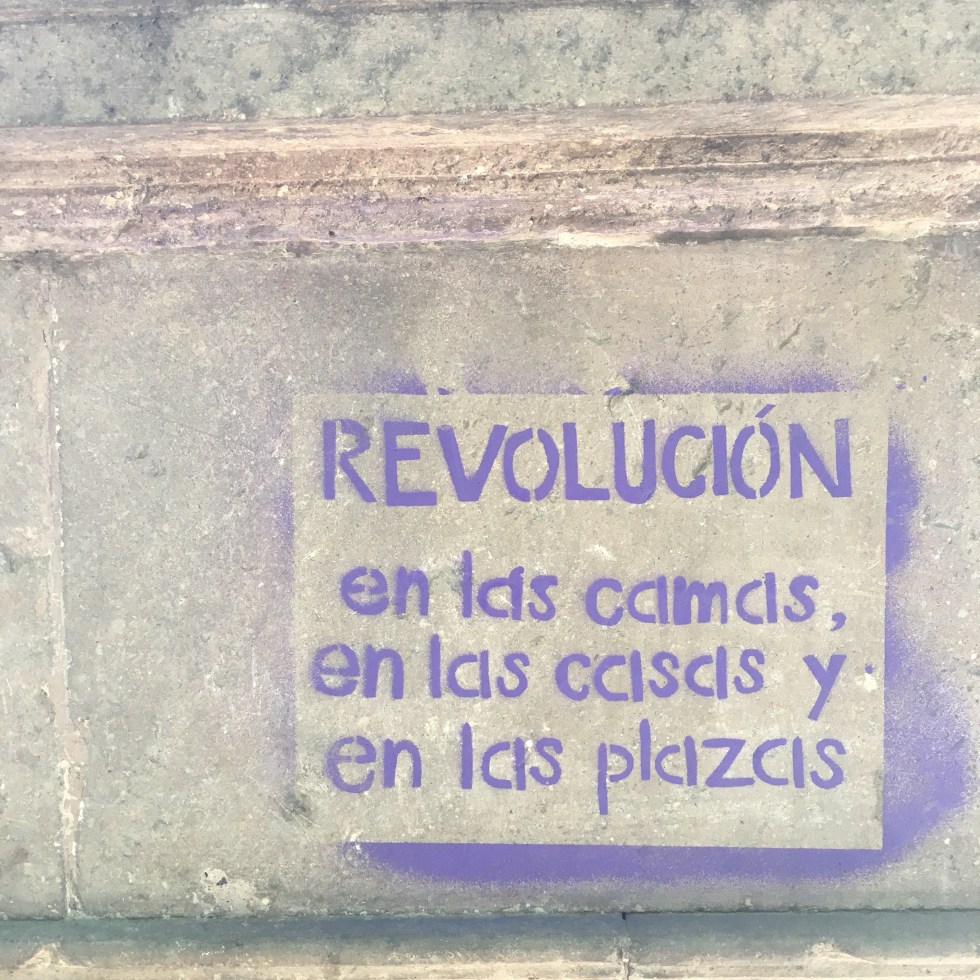 REVOLUCIÓN
en las camas,
en las casas y
en las plazas